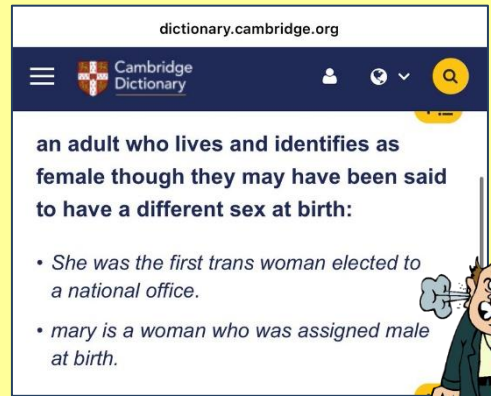 dictionary.cambridge.org
Cambridge
Dictionary
an adult who lives and identifies as
female though they may have been said
to have a different sex at birth:
• She was the first trans woman elected to
a national office.
• mary is a woman who was assigned male
at birth.